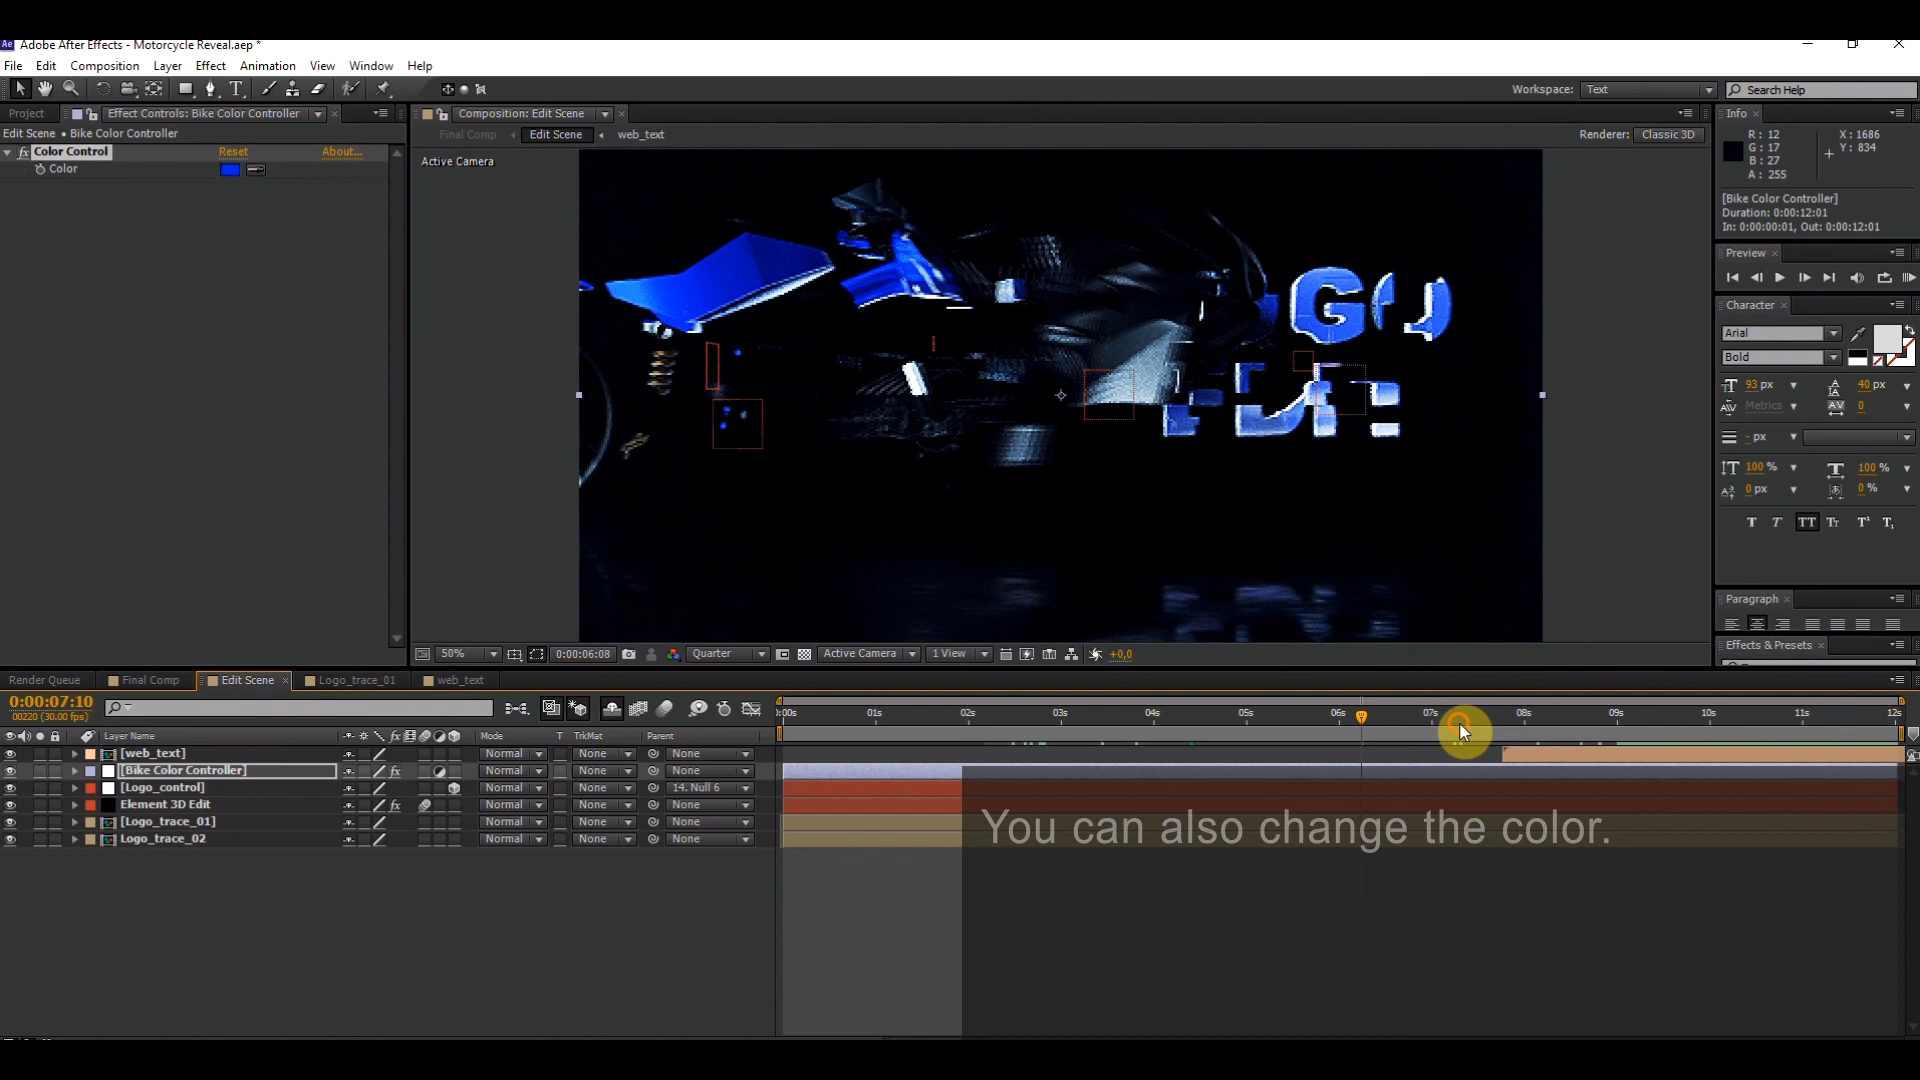 Ae Adobe After Effects - Motorcycle Reveal.aep *
File Edit Composition Layer Effect Animation View Window Help
Workspace: Text Search Help
Project Effect Controls: Bike Color Controller
Composition: Edit Scene
Info
Edit Scene • Bike Color Controller
Final Comp Edit Scene web_text
Renderer: Classic 3D
R: 12
G: 17
B: 27
A: 255
X: 1686
Y: 834
fx Color Control Reset About...
Color
Active Camera
[Bike Color Controller]
Duration: 0:00:12:01
In: 0:00:00:01, Out: 0:00:12:01
Preview
Character
Arial
Bold
93 px 40 px
Metrics 0
- px
100 % 100 %
0 px 0 %
T T TT Tt T¹ T₁
Paragraph
Effects & Presets
50% 0:00:06:08 Quarter Active Camera 1 View +0,0
Render Queue Final Comp Edit Scene Logo_trace_01 web_text
0:00:07:10
00220 (30.00 fps)
:00s 01s 02s 03s 04s 05s 06s 07s 08s 09s 10s 11s 12s
Layer Name Mode T TrkMat Parent
[web_text] Normal None None
[Bike Color Controller] fx Normal None None
[Logo_control] Normal None 14. Null 6
Element 3D Edit fx Normal None None
[Logo_trace_01] Normal None None
Logo_trace_02 Normal None None
You can also change the color.